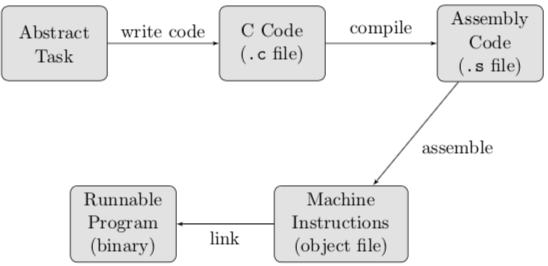 Abstract
Task
write code
C Code
(.c file)
compile
Assembly
Code
(.s file)
assemble
Machine
Instructions
(object file)
link
Runnable
Program
(binary)